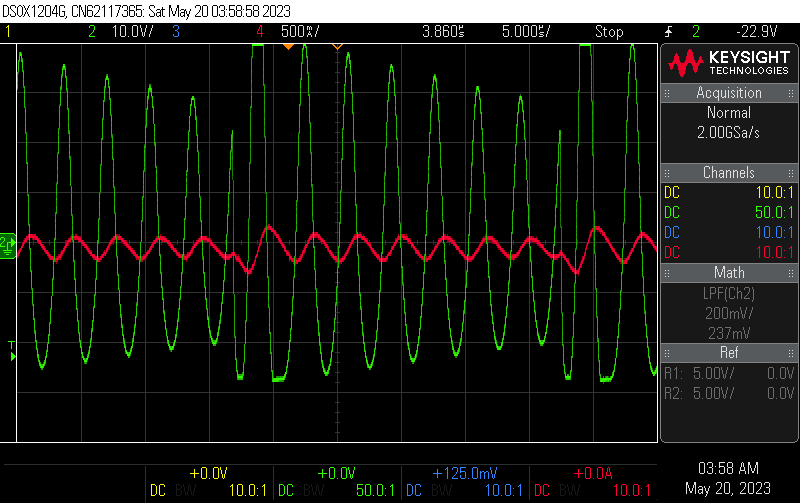 DSOX1204G, CN62117365: Sat May 20 03:58:58 2023
1 2 10.0V/ 3 4 500%/ 3.860s 5.000s/ Stop 2 -22.9V
KEYSIGHT
TECHNOLOGIES
Acquisition
Normal
2.00GSa/s
Channels
DC 10.0:1
DC 50.0:1
DC 10.0:1
DC 10.0:1
Math
LPF(Ch2)
200mV/
237mV
Ref
R1: 5.00V/ 0.0V
R2: 5.00V/ 0.0V
2
T
+0.0V +0.0V +125.0mV +0.0A
DC BW 10.0:1 DC BW 50.0:1 DC BW 10.0:1 DC BW 10.0:1
03:58 AM
May 20, 2023